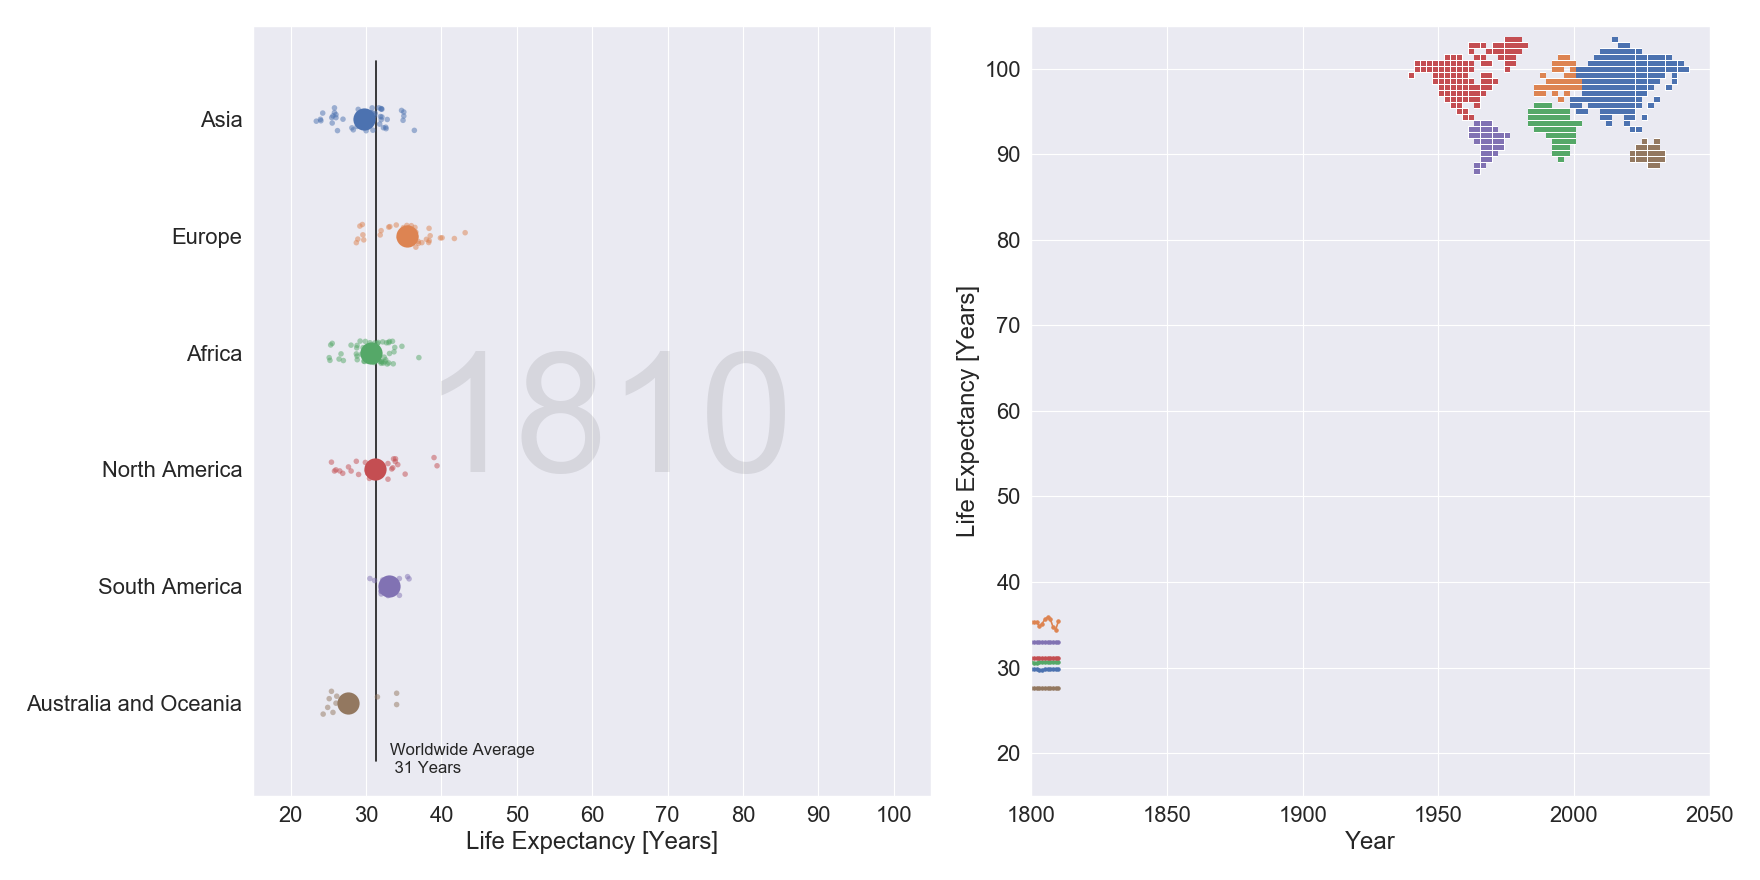 Asia
Europe
Africa
North America
South America
Australia and Oceania
1810
Worldwide Average
31 Years
20 30 40 50 60 70 80 90 100
Life Expectancy [Years]
100
90
80
70
60
50
40
30
20
Life Expectancy [Years]
1800 1850 1900 1950 2000 2050
Year